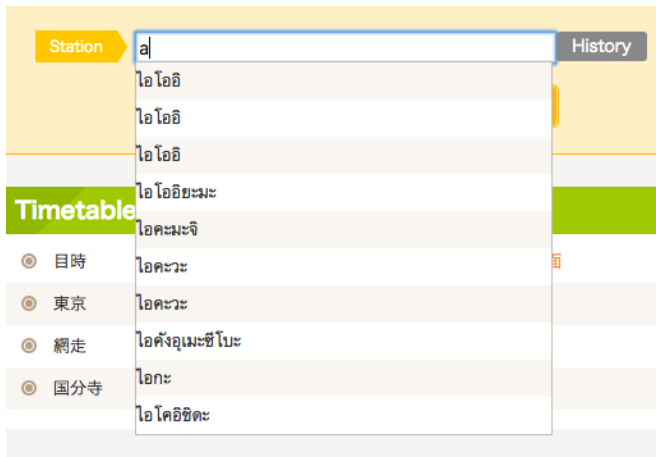 Station a History
ไอโออิ
ไอโออิ
ไอโออิ
ไอโออิยะมะ
Timetable
ไอคะมะจิ
目時 ไอคะวะ 面
東京 ไอคะวะ
網走 ไอคังอุเมะซีโบะ
国分寺 ไอกะ
ไอโคอิชิดะ